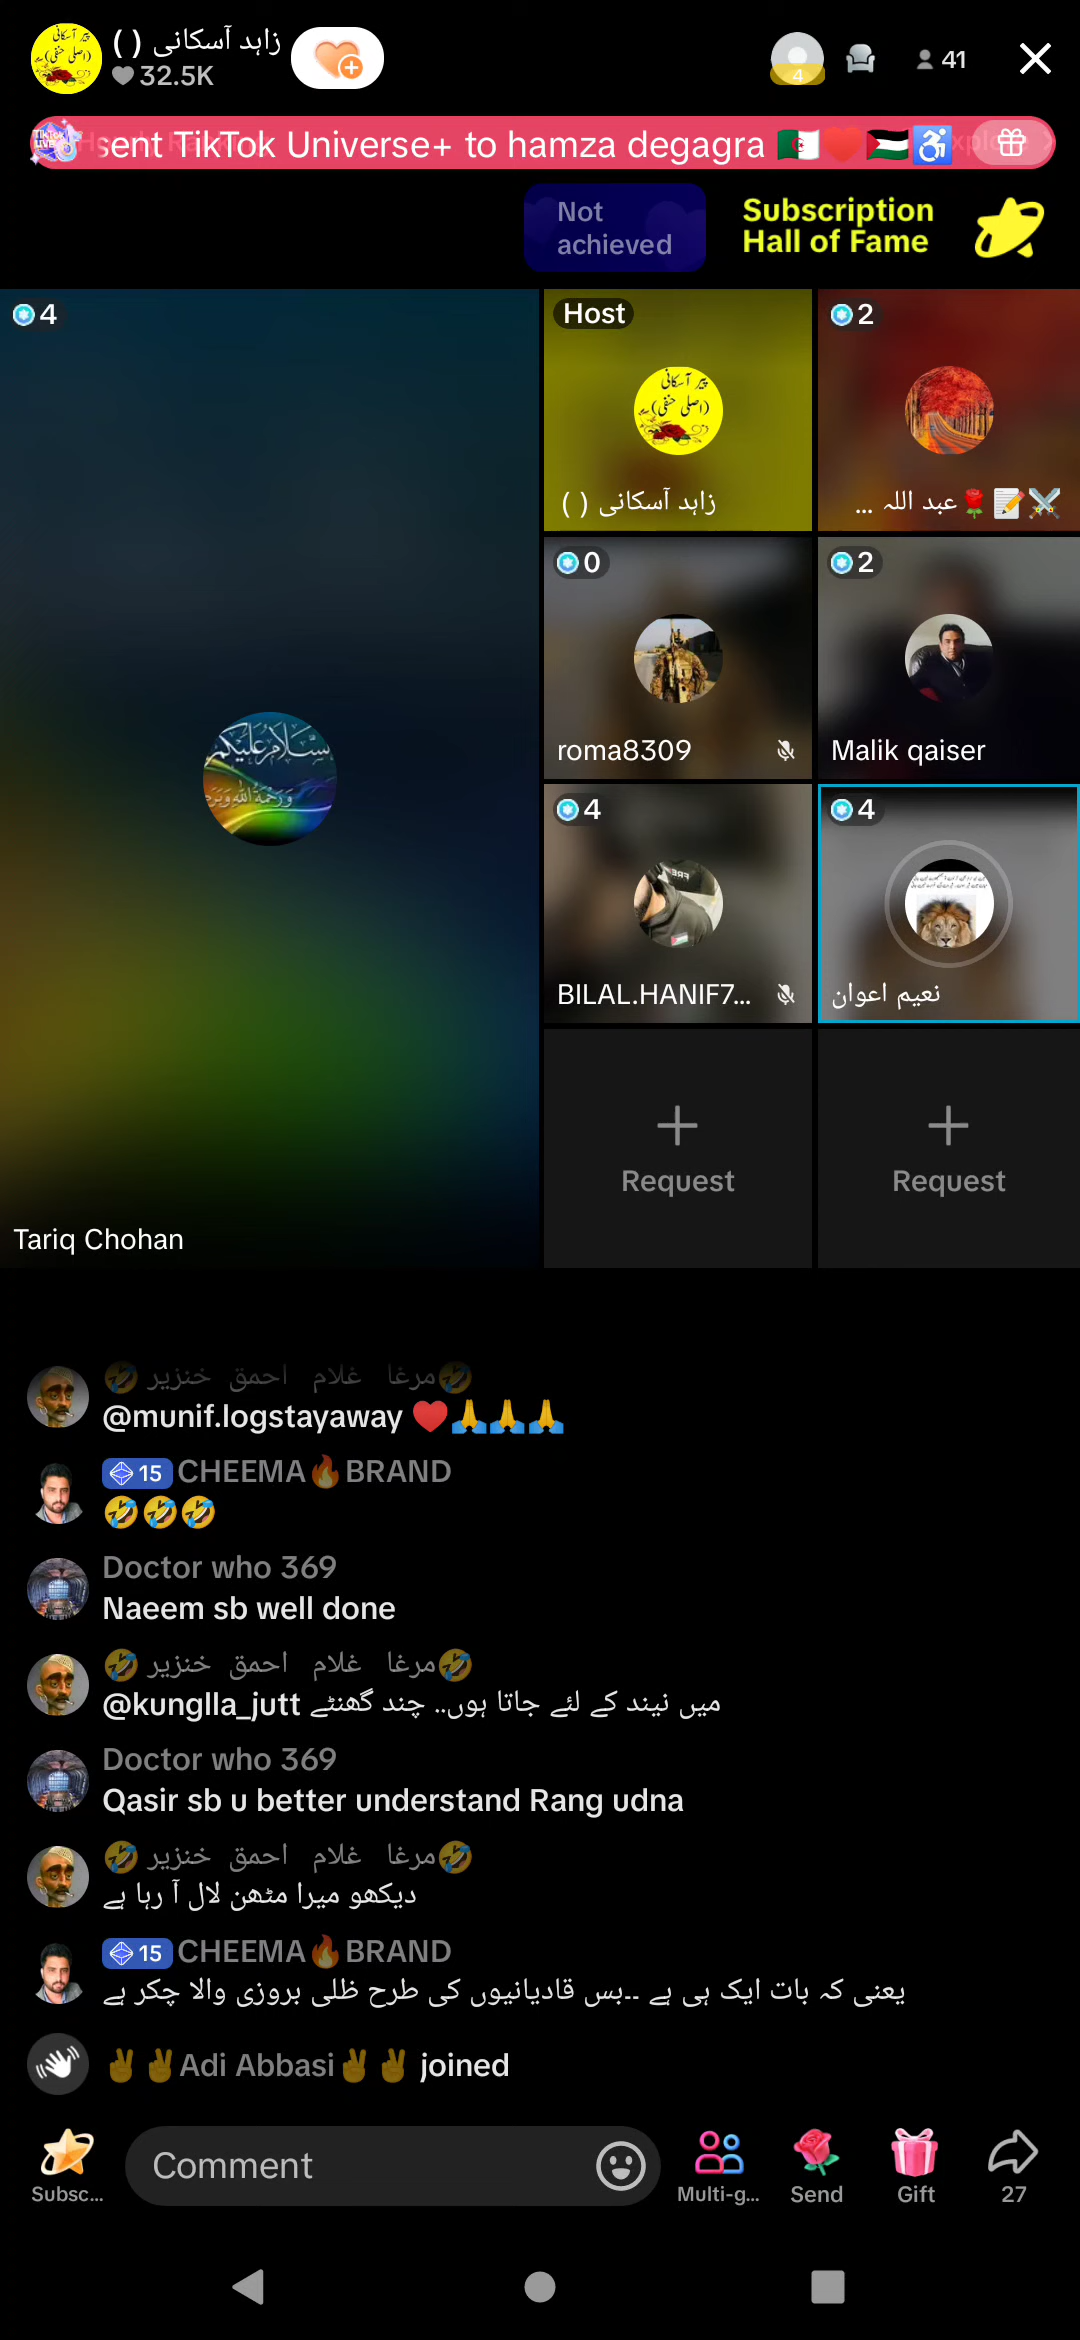 زاہد آسکانی ( )
32.5K
4
41
sent TikTok Universe+ to hamza degagra 🇩🇿❤️🇵🇸♿
Not
achieved
Subscription
Hall of Fame
4
Host
پیر آسکانی
(اصلی حنفی)
زاہد آسکانی ( )
2
⚔️📝🌹عبد اللہ ...
0
roma8309
2
Malik qaiser
4
BILAL.HANIF7...
4
نعیم اعوان
Request
Request
Tariq Chohan
🤣مرغا غلام احمق خنزیر🤣
@munif.logstayaway ❤️🙏🙏🙏
15 CHEEMA🔥BRAND
🤣🤣🤣
Doctor who 369
Naeem sb well done
🤣مرغا غلام احمق خنزیر🤣
@kunglla_jutt میں نیند کے لئے جاتا ہوں.. چند گھنٹے
Doctor who 369
Qasir sb u better understand Rang udna
🤣مرغا غلام احمق خنزیر🤣
دیکھو میرا مٹھن لال آ رہا ہے
15 CHEEMA🔥BRAND
یعنی کہ بات ایک ہی ہے ۔۔بس قادیانیوں کی طرح ظلی بروزی والا چکر ہے
✌️✌️Adi Abbasi✌️✌️ joined
Comment
Subsc...
Multi-g...
Send
Gift
27